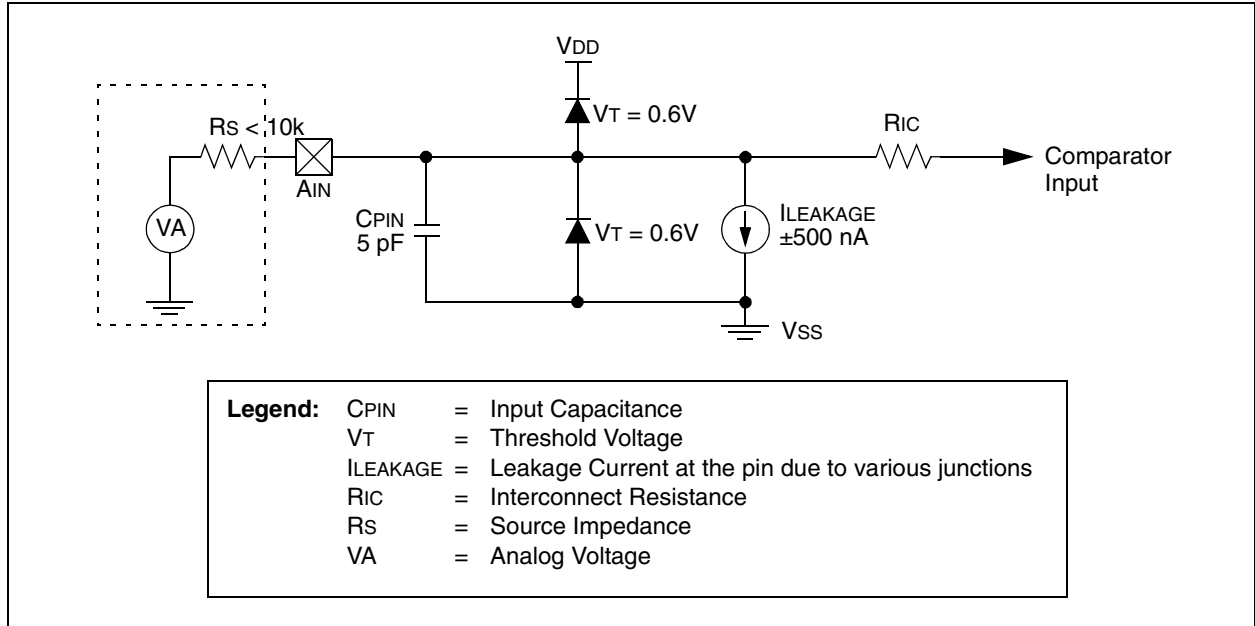 VDD
VT = 0.6V
RS < 10k
RIC
AIN
Comparator
Input
VA
CPIN
5 pF
VT = 0.6V
ILEAKAGE
±500 nA
VSS
Legend: CPIN = Input Capacitance
VT = Threshold Voltage
ILEAKAGE = Leakage Current at the pin due to various junctions
RIC = Interconnect Resistance
RS = Source Impedance
VA = Analog Voltage